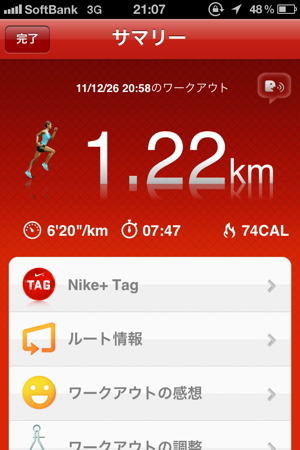 SoftBank 3G 21:07 48%
完了 サマリー
11/12/26 20:58のワークアウト
1.22km
6'20"/km 07:47 74CAL
TAG Nike+ Tag
ルート情報
ワークアウトの感想
ワークアウトの調整